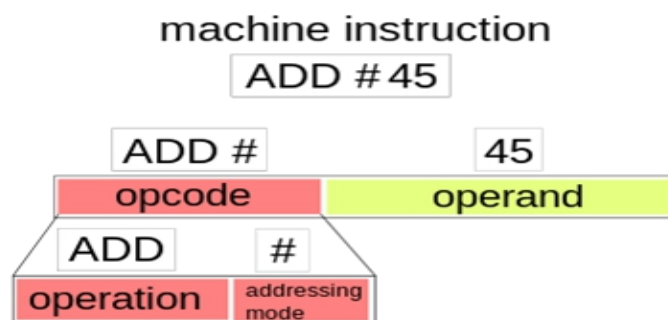 machine instruction
ADD # 45
ADD # 45
opcode operand
ADD #
operation addressing
mode